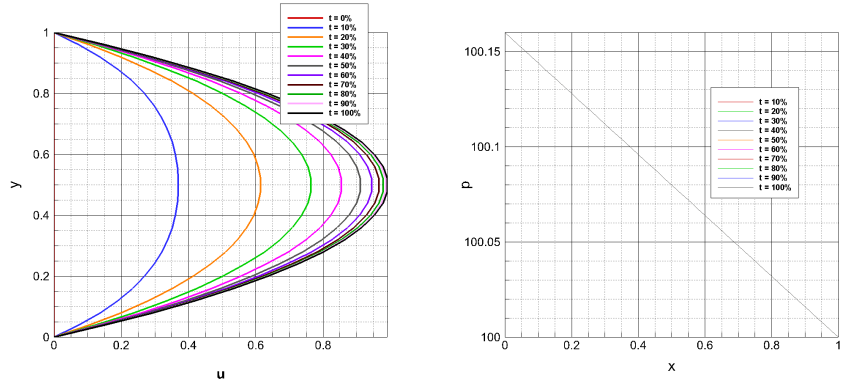 t = 0%
t = 10%
t = 20%
t = 30%
t = 40%
t = 50%
t = 60%
t = 70%
t = 80%
t = 90%
t = 100%
1
0.8
0.6
0.4
0.2
0
y
0 0.2 0.4 0.6 0.8
u
t = 10%
t = 20%
t = 30%
t = 40%
t = 50%
t = 60%
t = 70%
t = 80%
t = 90%
t = 100%
100.15
100.1
100.05
100
p
0 0.2 0.4 0.6 0.8 1
x